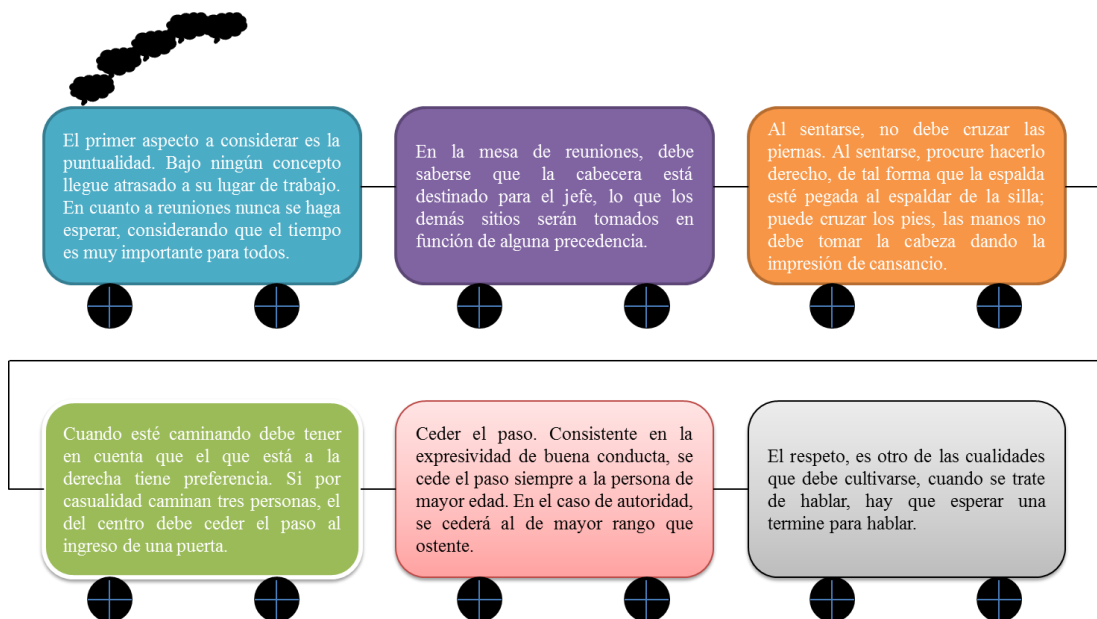 El primer aspecto a considerar es la
puntualidad. Bajo ningún concepto
llegue atrasado a su lugar de trabajo.
En cuanto a reuniones nunca se haga
esperar, considerando que el tiempo
es muy importante para todos.
En la mesa de reuniones, debe
saberse que la cabecera está
destinado para el jefe, lo que los
demás sitios serán tomados en
función de alguna precedencia.
Al sentarse, no debe cruzar las
piernas. Al sentarse, procure hacerlo
derecho, de tal forma que la espalda
esté pegada al espaldar de la silla;
puede cruzar los pies, las manos no
debe tomar la cabeza dando la
impresión de cansancio.
Cuando esté caminando debe tener
en cuenta que el que está a la
derecha tiene preferencia. Si por
casualidad caminan tres personas, el
del centro debe ceder el paso al
ingreso de una puerta.
Ceder el paso. Consistente en la
expresividad de buena conducta, se
cede el paso siempre a la persona de
mayor edad. En el caso de autoridad,
se cederá al de mayor rango que
ostente.
El respeto, es otro de las cualidades
que debe cultivarse, cuando se trate
de hablar, hay que esperar una
termine para hablar.